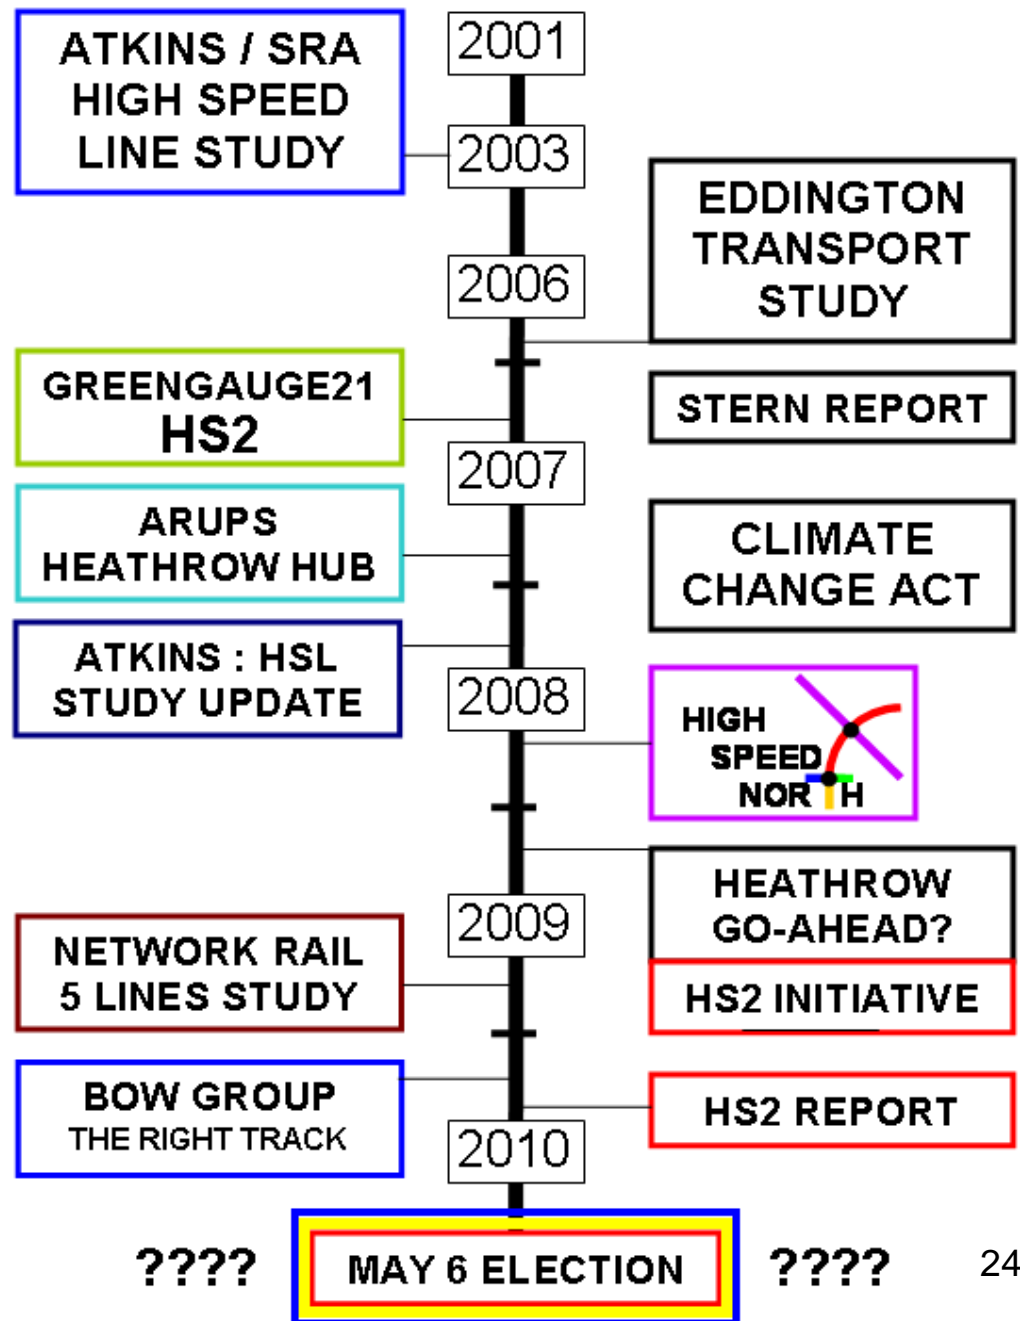 ATKINS / SRA
HIGH SPEED
LINE STUDY
2001
2003
EDDINGTON
TRANSPORT
STUDY
2006
GREENGAUGE21
HS2
STERN REPORT
2007
ARUPS
HEATHROW HUB
CLIMATE
CHANGE ACT
ATKINS : HSL
STUDY UPDATE
2008
HIGH
SPEED
NOR H
HEATHROW
GO-AHEAD?
2009
NETWORK RAIL
5 LINES STUDY
HS2 INITIATIVE
BOW GROUP
THE RIGHT TRACK
HS2 REPORT
2010
????
MAY 6 ELECTION
????
24